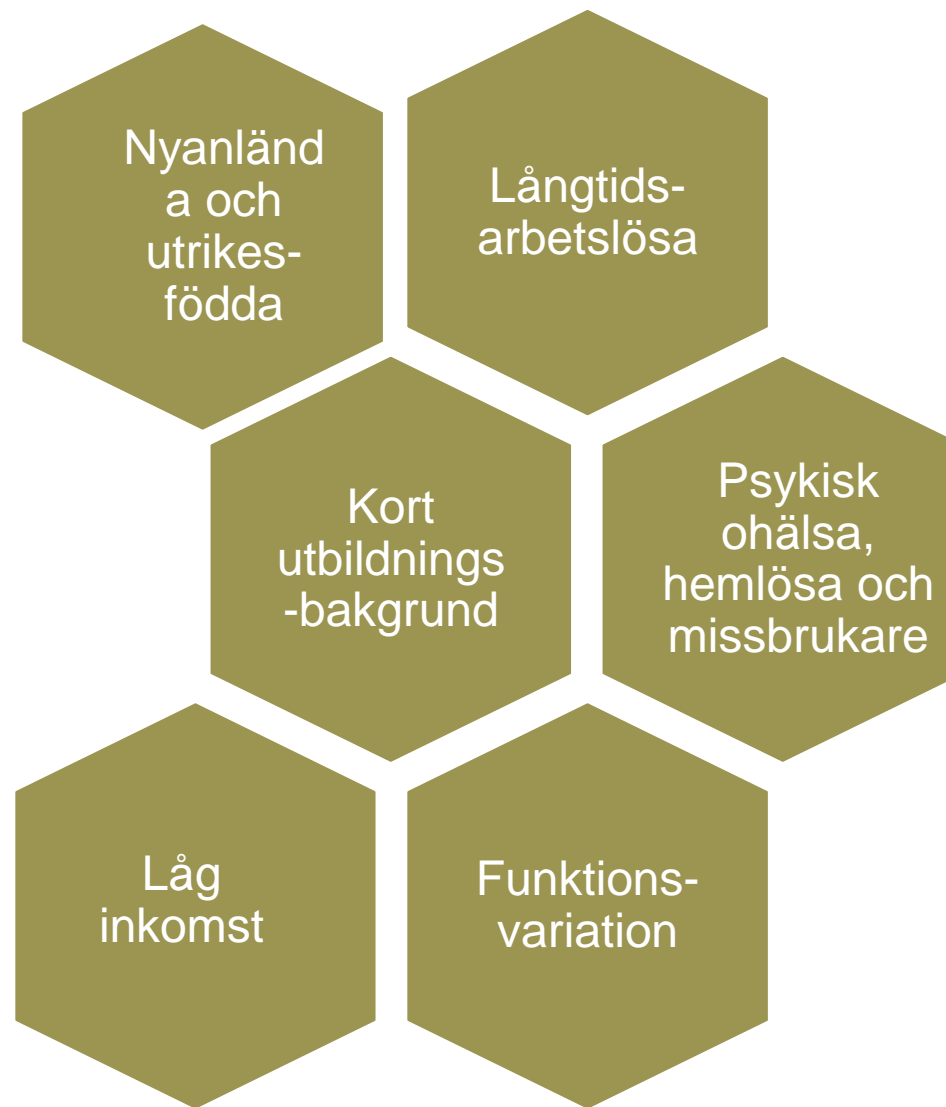 Nyanländ
a och
utrikes-
födda
Långtids-
arbetslösa
Kort
utbildnings
-bakgrund
Psykisk
ohälsa,
hemlösa och
missbrukare
Låg
inkomst
Funktions-
variation